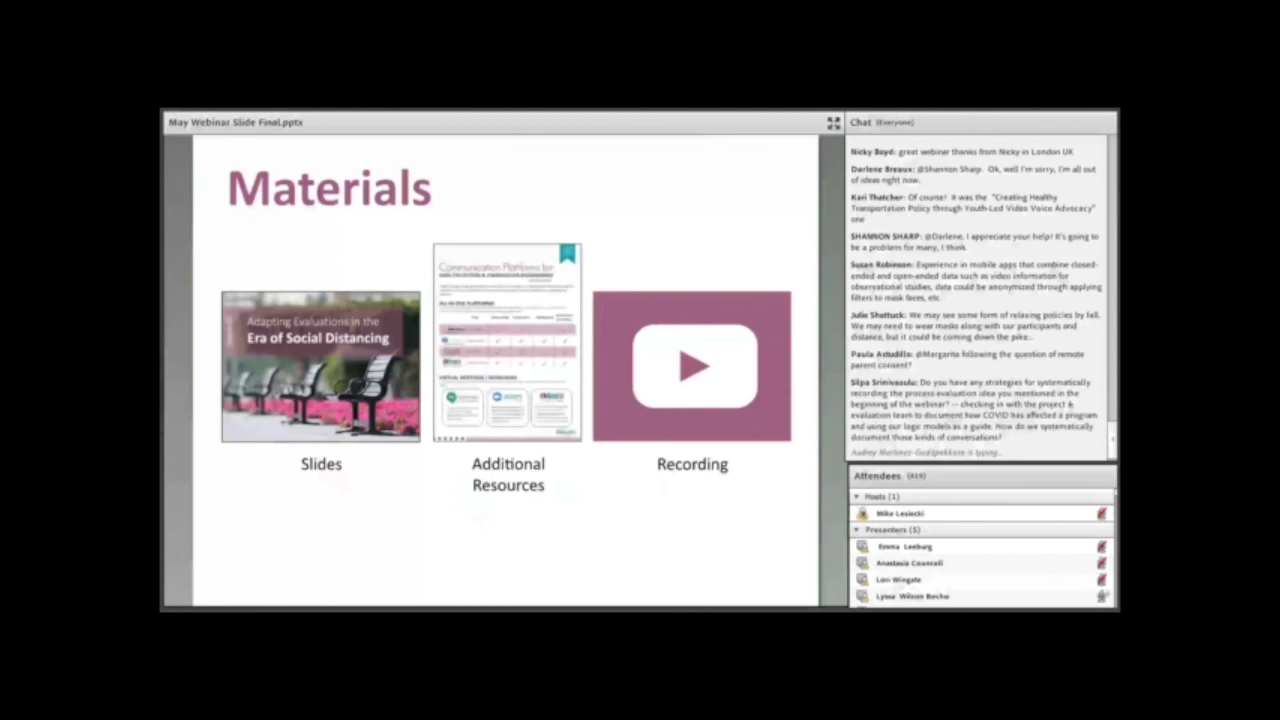 May Webinar Slide Final.pptx
Materials
Adapting Evaluations in the
Era of Social Distancing
Communication Platforms for
Slides
Additional
Resources
Recording
Chat (Everyone)
Nicky Boyd: great webinar thanks from Nicky in London UK
Darlene Breaux: @Shannon Sharp. Ok, well I'm sorry, I'm all out
of ideas right now.
Kari Thatcher: Of course! It was the "Creating Healthy
Transportation Policy through Youth-Led Video Voice Advocacy"
one
SHANNON SHARP: @Darlene, I appreciate your help! It's going to
be a problem for many, I think
Susan Robinson: Experience in mobile apps that combine closed-
ended and open-ended data such as video information for
observational studies, data could be anonymized through applying
filters to mask faces, etc.
Julie Shattuck: We may see some form of relaxing policies by fall.
We may need to wear masks along with our participants and
distance, but it could be coming down the pike..
Paula Astudillo: @Margarita following the question of remote
parent consent?
Silpa Srinivasulu: Do you have any strategies for systematically
recording the process evaluation idea you mentioned in the
beginning of the webinar? -- checking in with the project &
evaluation team to document how COVID has affected a program
and using our logic models as a guide. How do we systematically
document those kinds of conversations?
is typing...
Attendees
Hosts (1)
Mike Lesiecki
Presenters (5)
Emma Leeburg
Anastasia Councell
Lori Wingate
Lyssa Wilson Becho